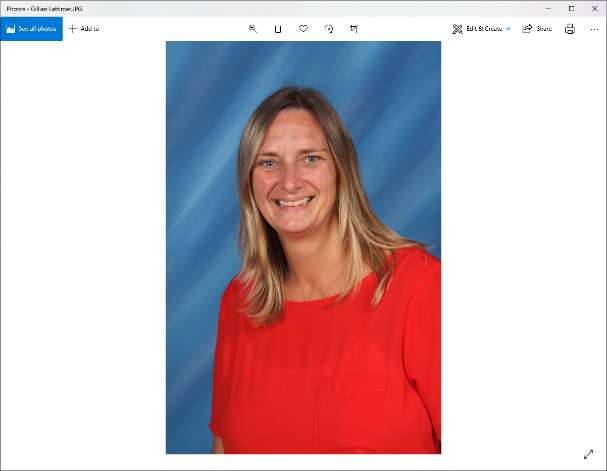 Photos - Gillian Lattimer.JPG
See all photos
Add to
Edit & Create
Share